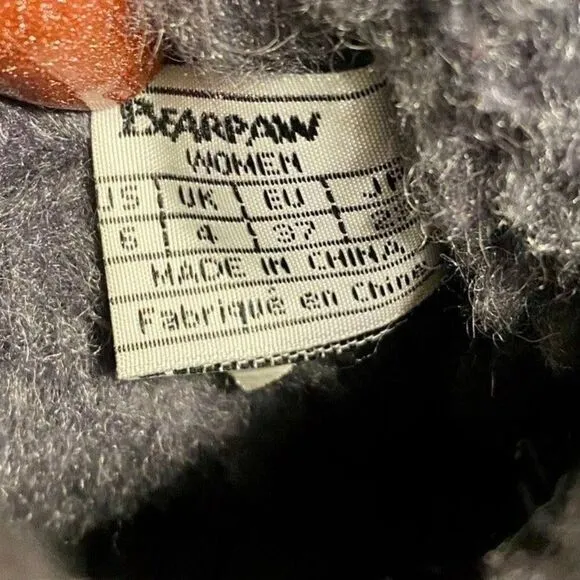 BEARPAW
WOMEN
US UK EU
6 4 37
MADE IN CHINA
Fabriqué en Chine